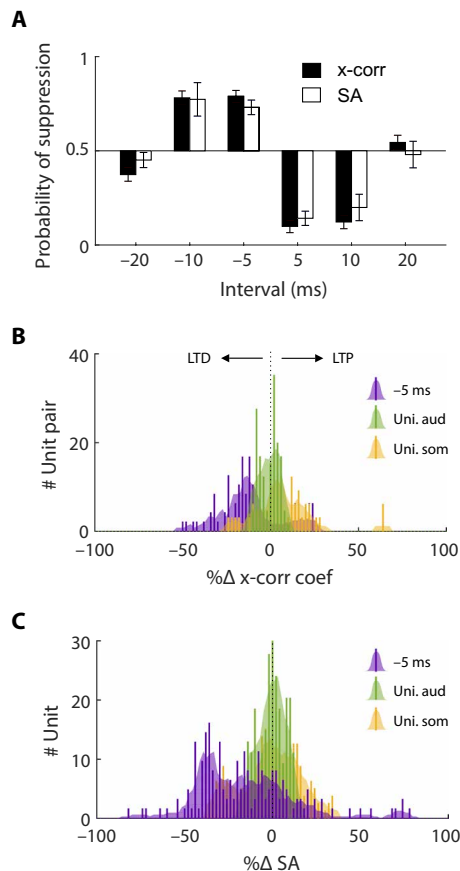 A
Probability of suppression
1
0.5
0
x-corr
SA
−20 −10 −5 5 10 20
Interval (ms)
B
# Unit pair
40
20
0
LTD LTP
−5 ms
Uni. aud
Uni. som
−100 −50 0 50 100
%Δ x-corr coef
C
# Unit
30
20
10
0
−5 ms
Uni. aud
Uni. som
−100 −50 0 50 100
%Δ SA